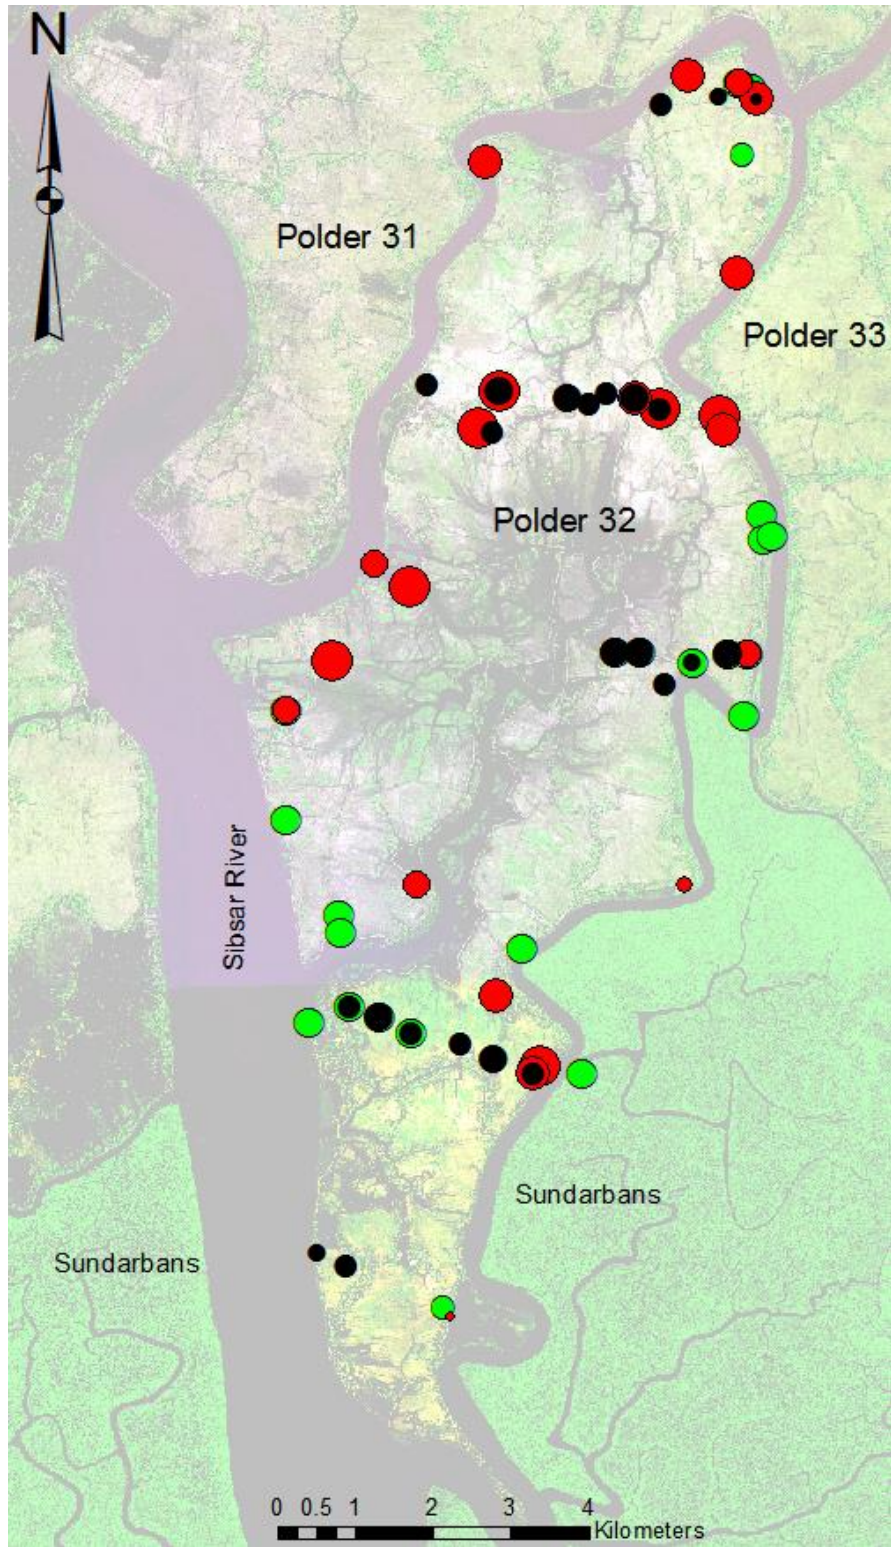 N
Polder 31
Polder 33
Polder 32
Sibsar River
Sundarbans
Sundarbans
0 0.5 1 2 3 4
Kilometers